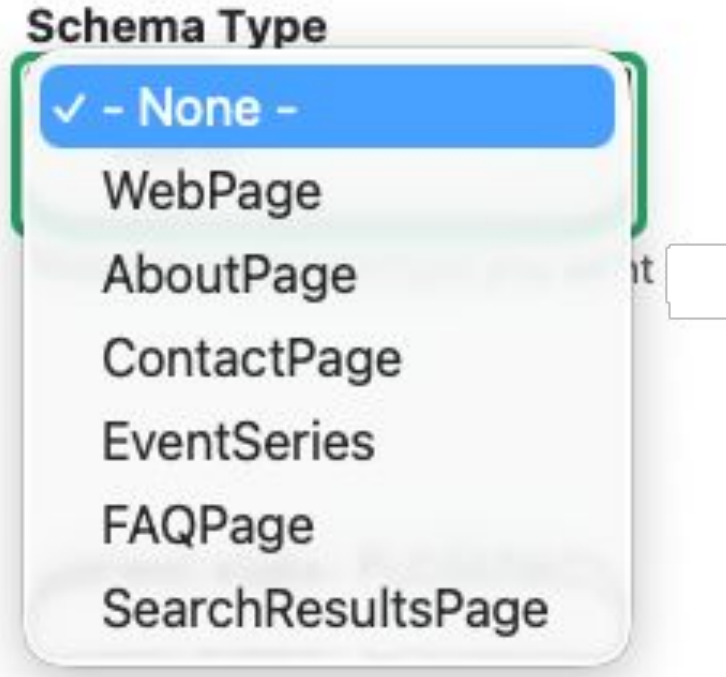 Schema Type
✓ - None -
WebPage
AboutPage
ContactPage
EventSeries
FAQPage
SearchResultsPage